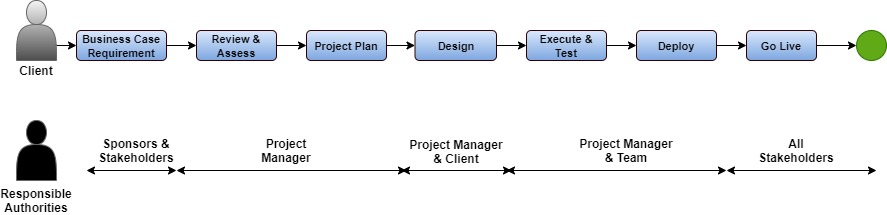 Client
Business Case
Requirement
Review &
Assess
Project Plan
Design
Execute &
Test
Deploy
Go Live
Responsible
Authorities
Sponsors &
Stakeholders
Project
Manager
Project Manager
& Client
Project Manager
& Team
All
Stakeholders